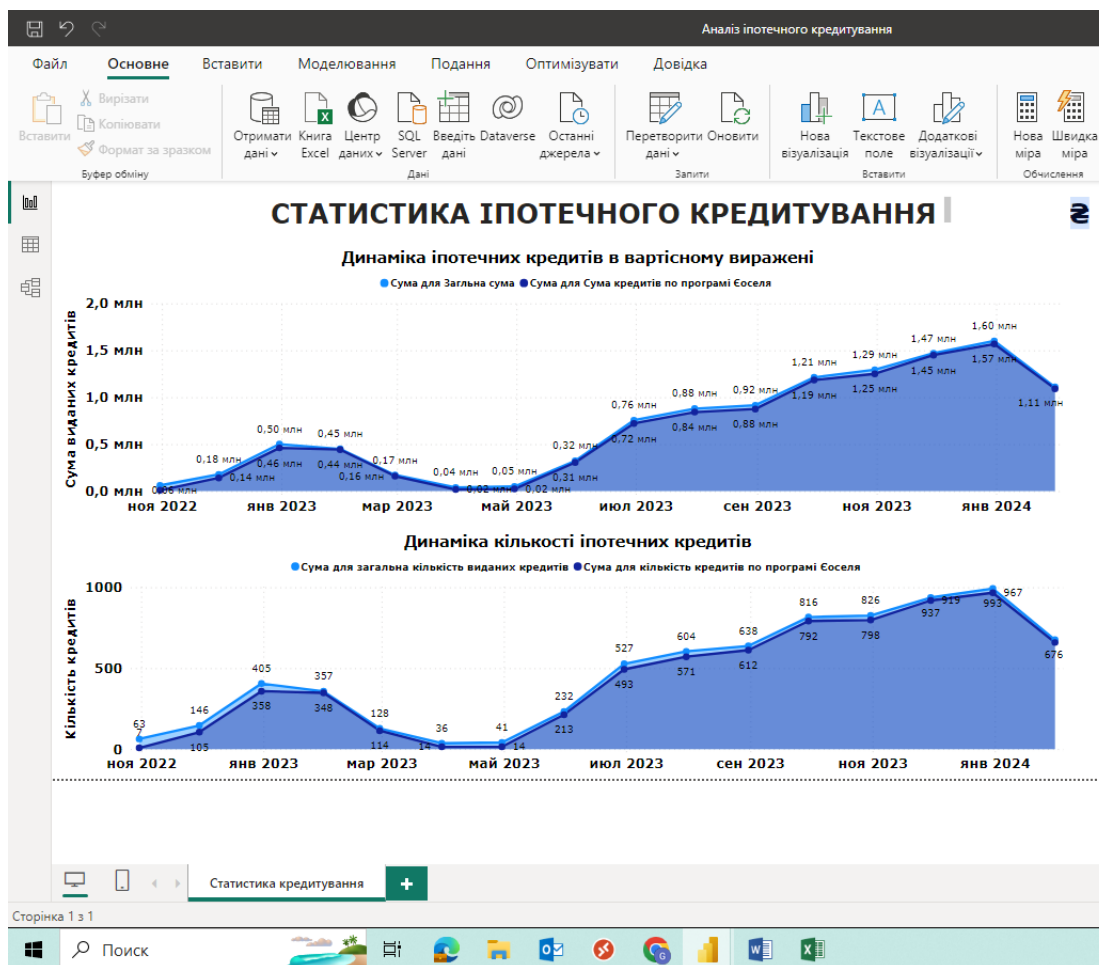 Аналіз іпотечного кредитування
Файл Основне Вставити Моделювання Подання Оптимізувати Довідка
Вставити
Вирізати
Копіювати
Формат за зразком
Буфер обміну
Отримати дані
Книга Excel
Центр даних
SQL Server
Введіть дані
Dataverse
Останні джерела
Дані
Перетворити дані
Оновити
Запити
Нова візуалізація
Текстове поле
Додаткові візуалізації
Вставити
Нова міра
Швидка міра
Обчислення
СТАТИСТИКА ІПОТЕЧНОГО КРЕДИТУВАННЯ ₴
Динаміка іпотечних кредитів в вартісному виражені
Сума для Загльна сума Сума для Сума кредитів по програмі Єоселя
Сума виданих кредитів
2,0 млн
1,5 млн
1,0 млн
0,5 млн
0,0 млн
0,06 млн 0,18 млн 0,50 млн 0,45 млн 0,17 млн 0,04 млн 0,05 млн 0,32 млн 0,76 млн 0,88 млн 0,92 млн 1,21 млн 1,29 млн 1,47 млн 1,60 млн
0,14 млн 0,46 млн 0,44 млн 0,16 млн 0,02 млн 0,02 млн 0,31 млн 0,72 млн 0,84 млн 0,88 млн 1,19 млн 1,25 млн 1,45 млн 1,57 млн 1,11 млн
ноя 2022 янв 2023 мар 2023 май 2023 июл 2023 сен 2023 ноя 2023 янв 2024
Динаміка кількості іпотечних кредитів
Сума для загальна кількість виданих кредитів Сума для кількість кредитів по програмі Єоселя
Кількість кредитів
1000
500
0
63 146 405 357 128 36 41 232 527 604 638 816 826 937 993 676
7 105 358 348 114 14 14 213 493 571 612 792 798 919 967
ноя 2022 янв 2023 мар 2023 май 2023 июл 2023 сен 2023 ноя 2023 янв 2024
Статистика кредитування +
Сторінка 1 з 1
Поиск